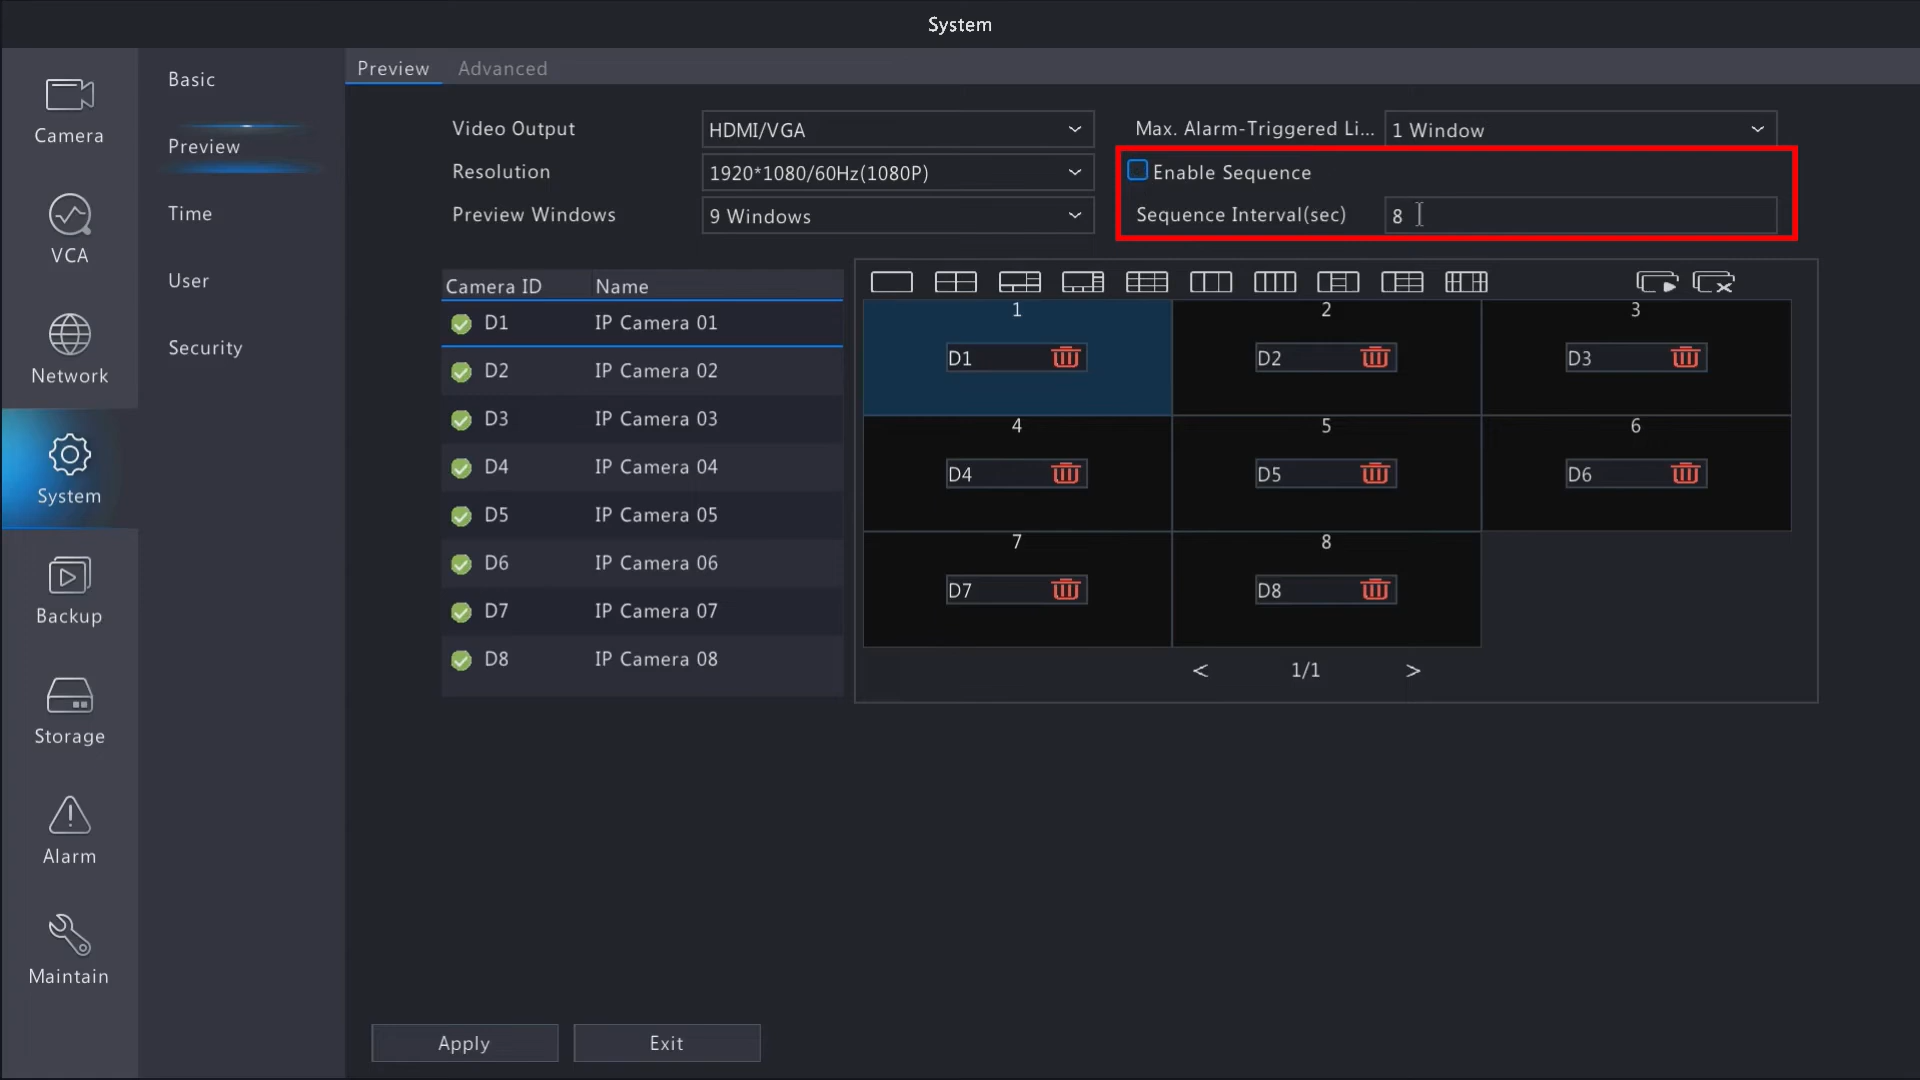 System
Camera
VCA
Network
System
Backup
Storage
Alarm
Maintain
Basic
Preview
Time
User
Security
Preview
Advanced
Video Output
HDMI/VGA
Resolution
1920*1080/60Hz(1080P)
Preview Windows
9 Windows
Max. Alarm-Triggered Li...
1 Window
Enable Sequence
Sequence Interval(sec)
8
Camera ID Name
D1 IP Camera 01
D2 IP Camera 02
D3 IP Camera 03
D4 IP Camera 04
D5 IP Camera 05
D6 IP Camera 06
D7 IP Camera 07
D8 IP Camera 08
1 2 3
D1 D2 D3
4 5 6
D4 D5 D6
7 8
D7 D8
< 1/1 >
Apply
Exit